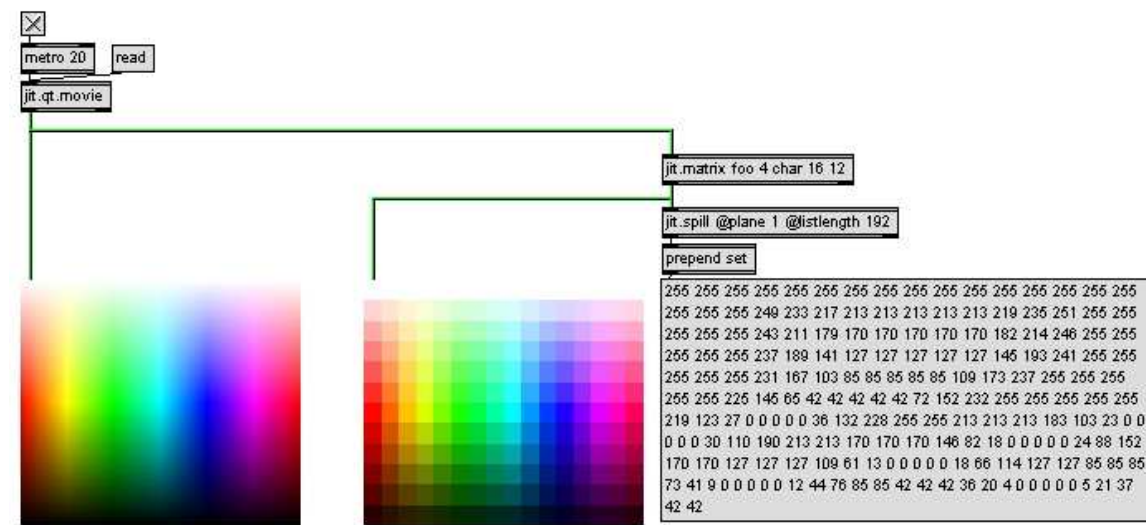 metro 20
read
jit.qt.movie
jit.matrix foo 4 char 16 12
jit.spill @plane 1 @listlength 192
prepend set
255 255 255 255 255 255 255 255 255 255 255 255 255 255 255 255
255 255 255 249 233 217 213 213 213 213 213 219 235 251 255 255
255 255 255 243 211 179 170 170 170 170 170 182 214 246 255 255
255 255 255 237 189 141 127 127 127 127 127 145 193 241 255 255
255 255 255 231 167 103 85 85 85 85 85 109 173 237 255 255 255
255 255 225 145 65 42 42 42 42 42 72 152 232 255 255 255 255 255
219 123 27 0 0 0 0 0 36 132 228 255 255 213 213 213 183 103 23 0 0
0 0 0 30 110 190 213 213 170 170 170 146 82 18 0 0 0 0 0 24 88 152
170 170 127 127 127 109 61 13 0 0 0 0 0 18 66 114 127 127 85 85 85
73 41 9 0 0 0 0 0 12 44 76 85 85 42 42 42 36 20 4 0 0 0 0 0 5 21 37
42 42